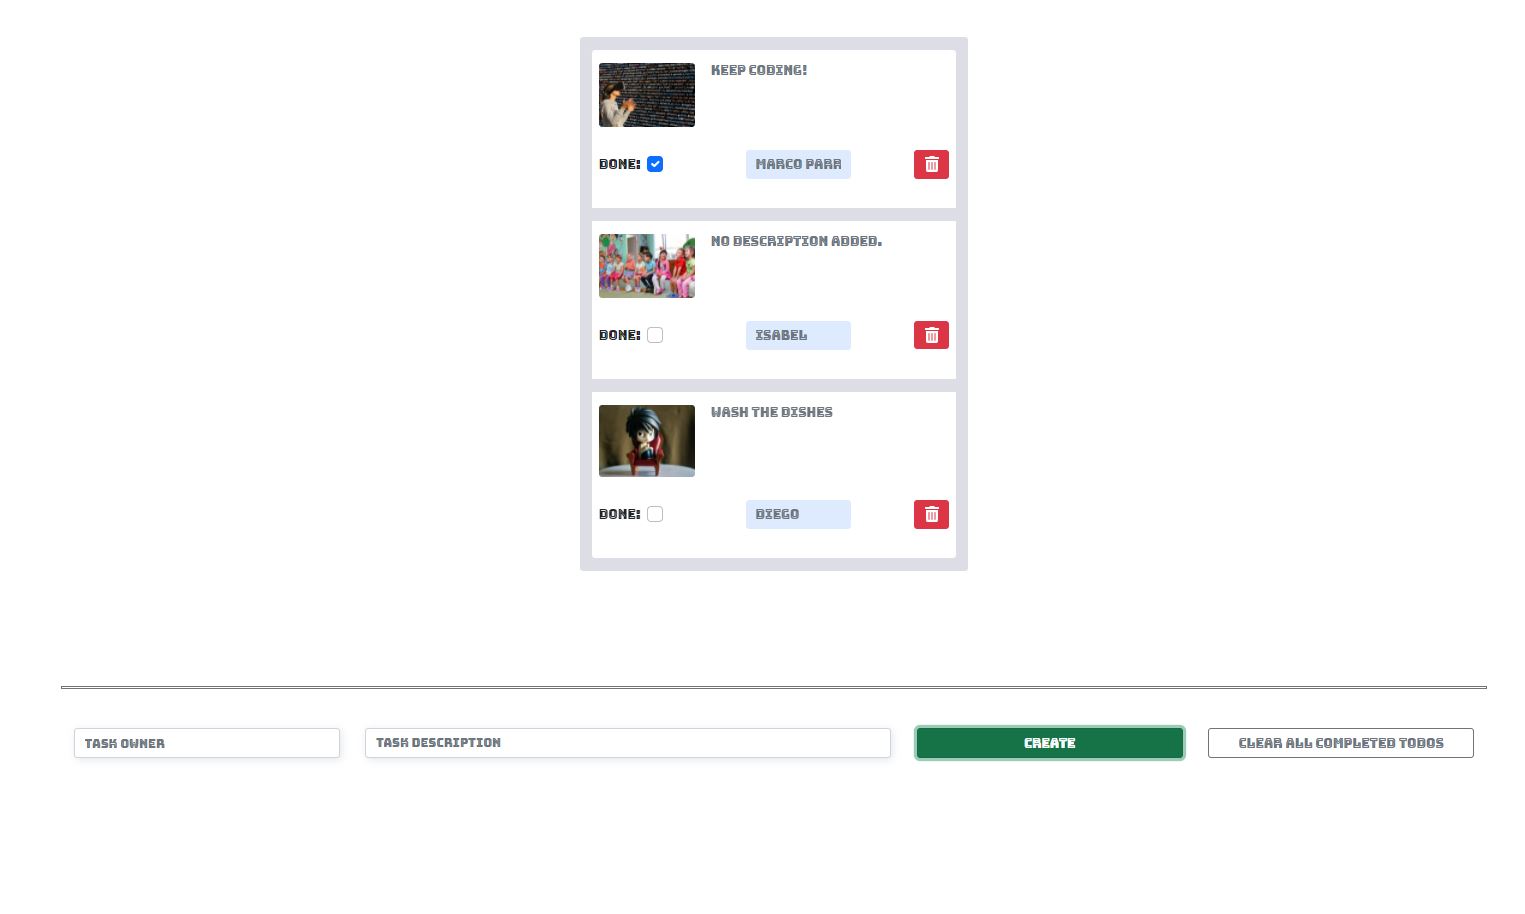 KEEP CODING!
DONE:
MARCO PARR
NO DESCRIPTION ADDED.
DONE:
ISABEL
WASH THE DISHES
DONE:
DIEGO
TASK OWNER
TASK DESCRIPTION
CREATE
CLEAR ALL COMPLETED TODOS